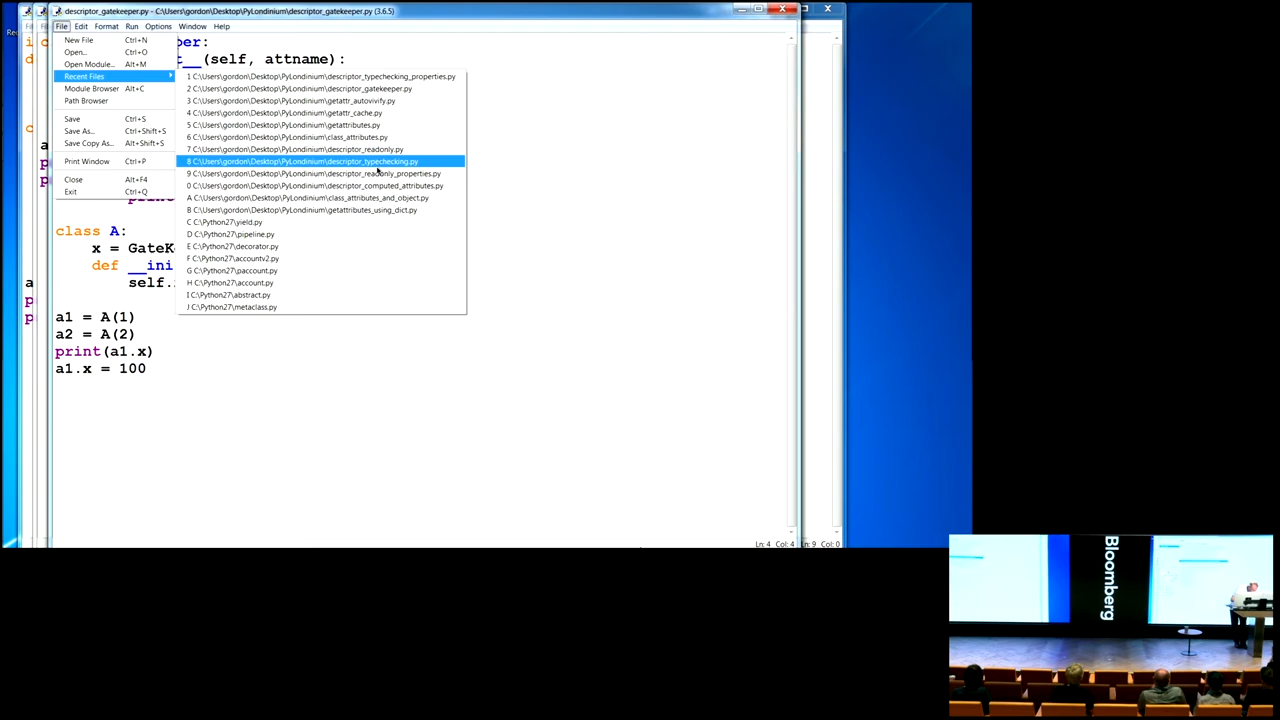 descriptor_gatekeeper.py - C:\Users\gordon\Desktop\PyLondinium\descriptor_gatekeeper.py (3.6.5)
File Edit Format Run Options Window Help
New File Ctrl+N
Open... Ctrl+O
Open Module... Alt+M
Recent Files
Module Browser Alt+C
Path Browser
Save Ctrl+S
Save As... Ctrl+Shift+S
Save Copy As... Alt+Shift+S
Print Window Ctrl+P
Close Alt+F4
Exit Ctrl+Q
1 C:\Users\gordon\Desktop\PyLondinium\descriptor_typechecking_properties.py
2 C:\Users\gordon\Desktop\PyLondinium\descriptor_gatekeeper.py
3 C:\Users\gordon\Desktop\PyLondinium\getattr_autovivify.py
4 C:\Users\gordon\Desktop\PyLondinium\getattr_cache.py
5 C:\Users\gordon\Desktop\PyLondinium\getattributes.py
6 C:\Users\gordon\Desktop\PyLondinium\class_attributes.py
7 C:\Users\gordon\Desktop\PyLondinium\descriptor_readonly.py
8 C:\Users\gordon\Desktop\PyLondinium\descriptor_typechecking.py
9 C:\Users\gordon\Desktop\PyLondinium\descriptor_readonly_properties.py
0 C:\Users\gordon\Desktop\PyLondinium\descriptor_computed_attributes.py
A C:\Users\gordon\Desktop\PyLondinium\class_attributes_and_object.py
B C:\Users\gordon\Desktop\PyLondinium\getattributes_using_dict.py
C C:\Python27\yield.py
D C:\Python27\pipeline.py
E C:\Python27\decorator.py
F C:\Python27\accountv2.py
G C:\Python27\paccount.py
H C:\Python27\account.py
I C:\Python27\abstract.py
J C:\Python27\metaclass.py
per:
t__(self, attname):
class A:
x = GateK
def __ini
self.
a1 = A(1)
a2 = A(2)
print(a1.x)
a1.x = 100
Ln: 4 Col: 4
Ln: 9 Col: 0
Bloomberg